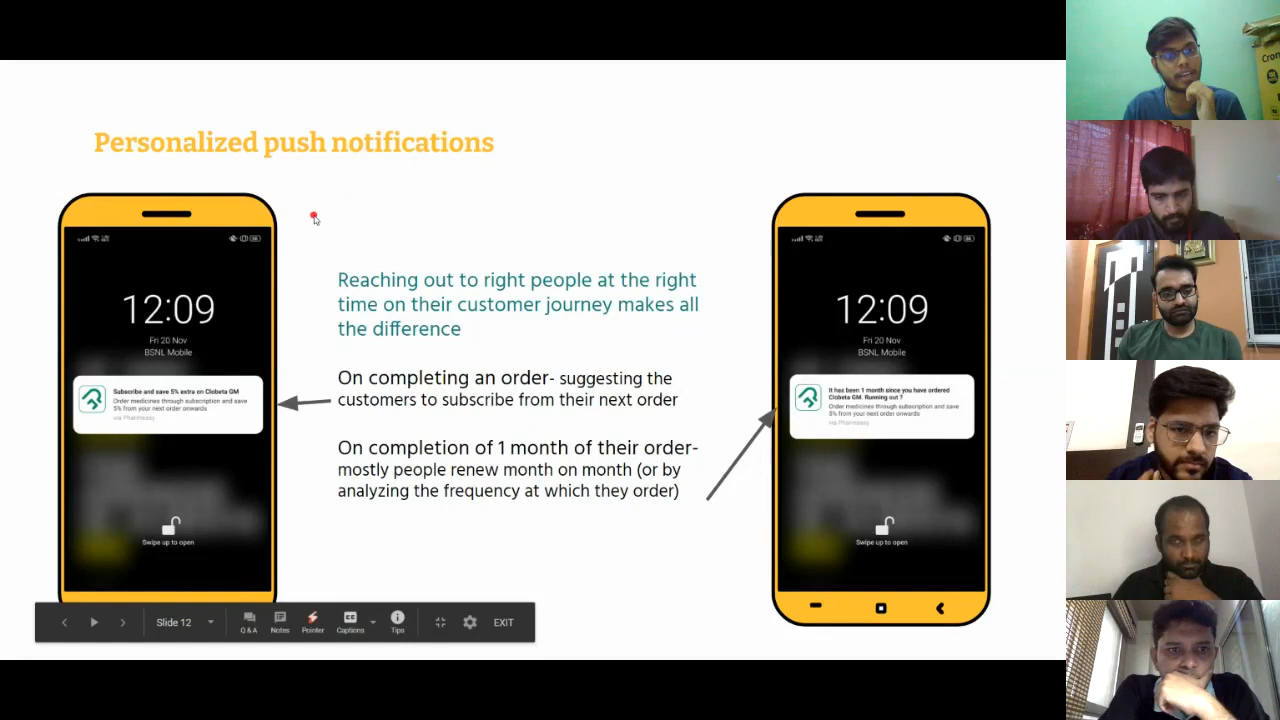 Personalized push notifications
12:09
Fri 20 Nov
BSNL Mobile
Subscribe and save 5% extra on Clobeta GM
Order medicines through subscription and save
5% from your next order onwards
via Pharmeasy
Swipe up to open
Reaching out to right people at the right
time on their customer journey makes all
the difference
On completing an order- suggesting the
customers to subscribe from their next order
On completion of 1 month of their order-
mostly people renew month on month (or by
analyzing the frequency at which they order)
12:09
Fri 20 Nov
BSNL Mobile
It has been 1 month since you have ordered
Clobeta GM. Running out ?
Order medicines through subscription and save
5% from your next order onwards
via Pharmeasy
Swipe up to open
Slide 12
Q & A
Notes
Pointer
CC
Captions
Tips
EXIT
Cron